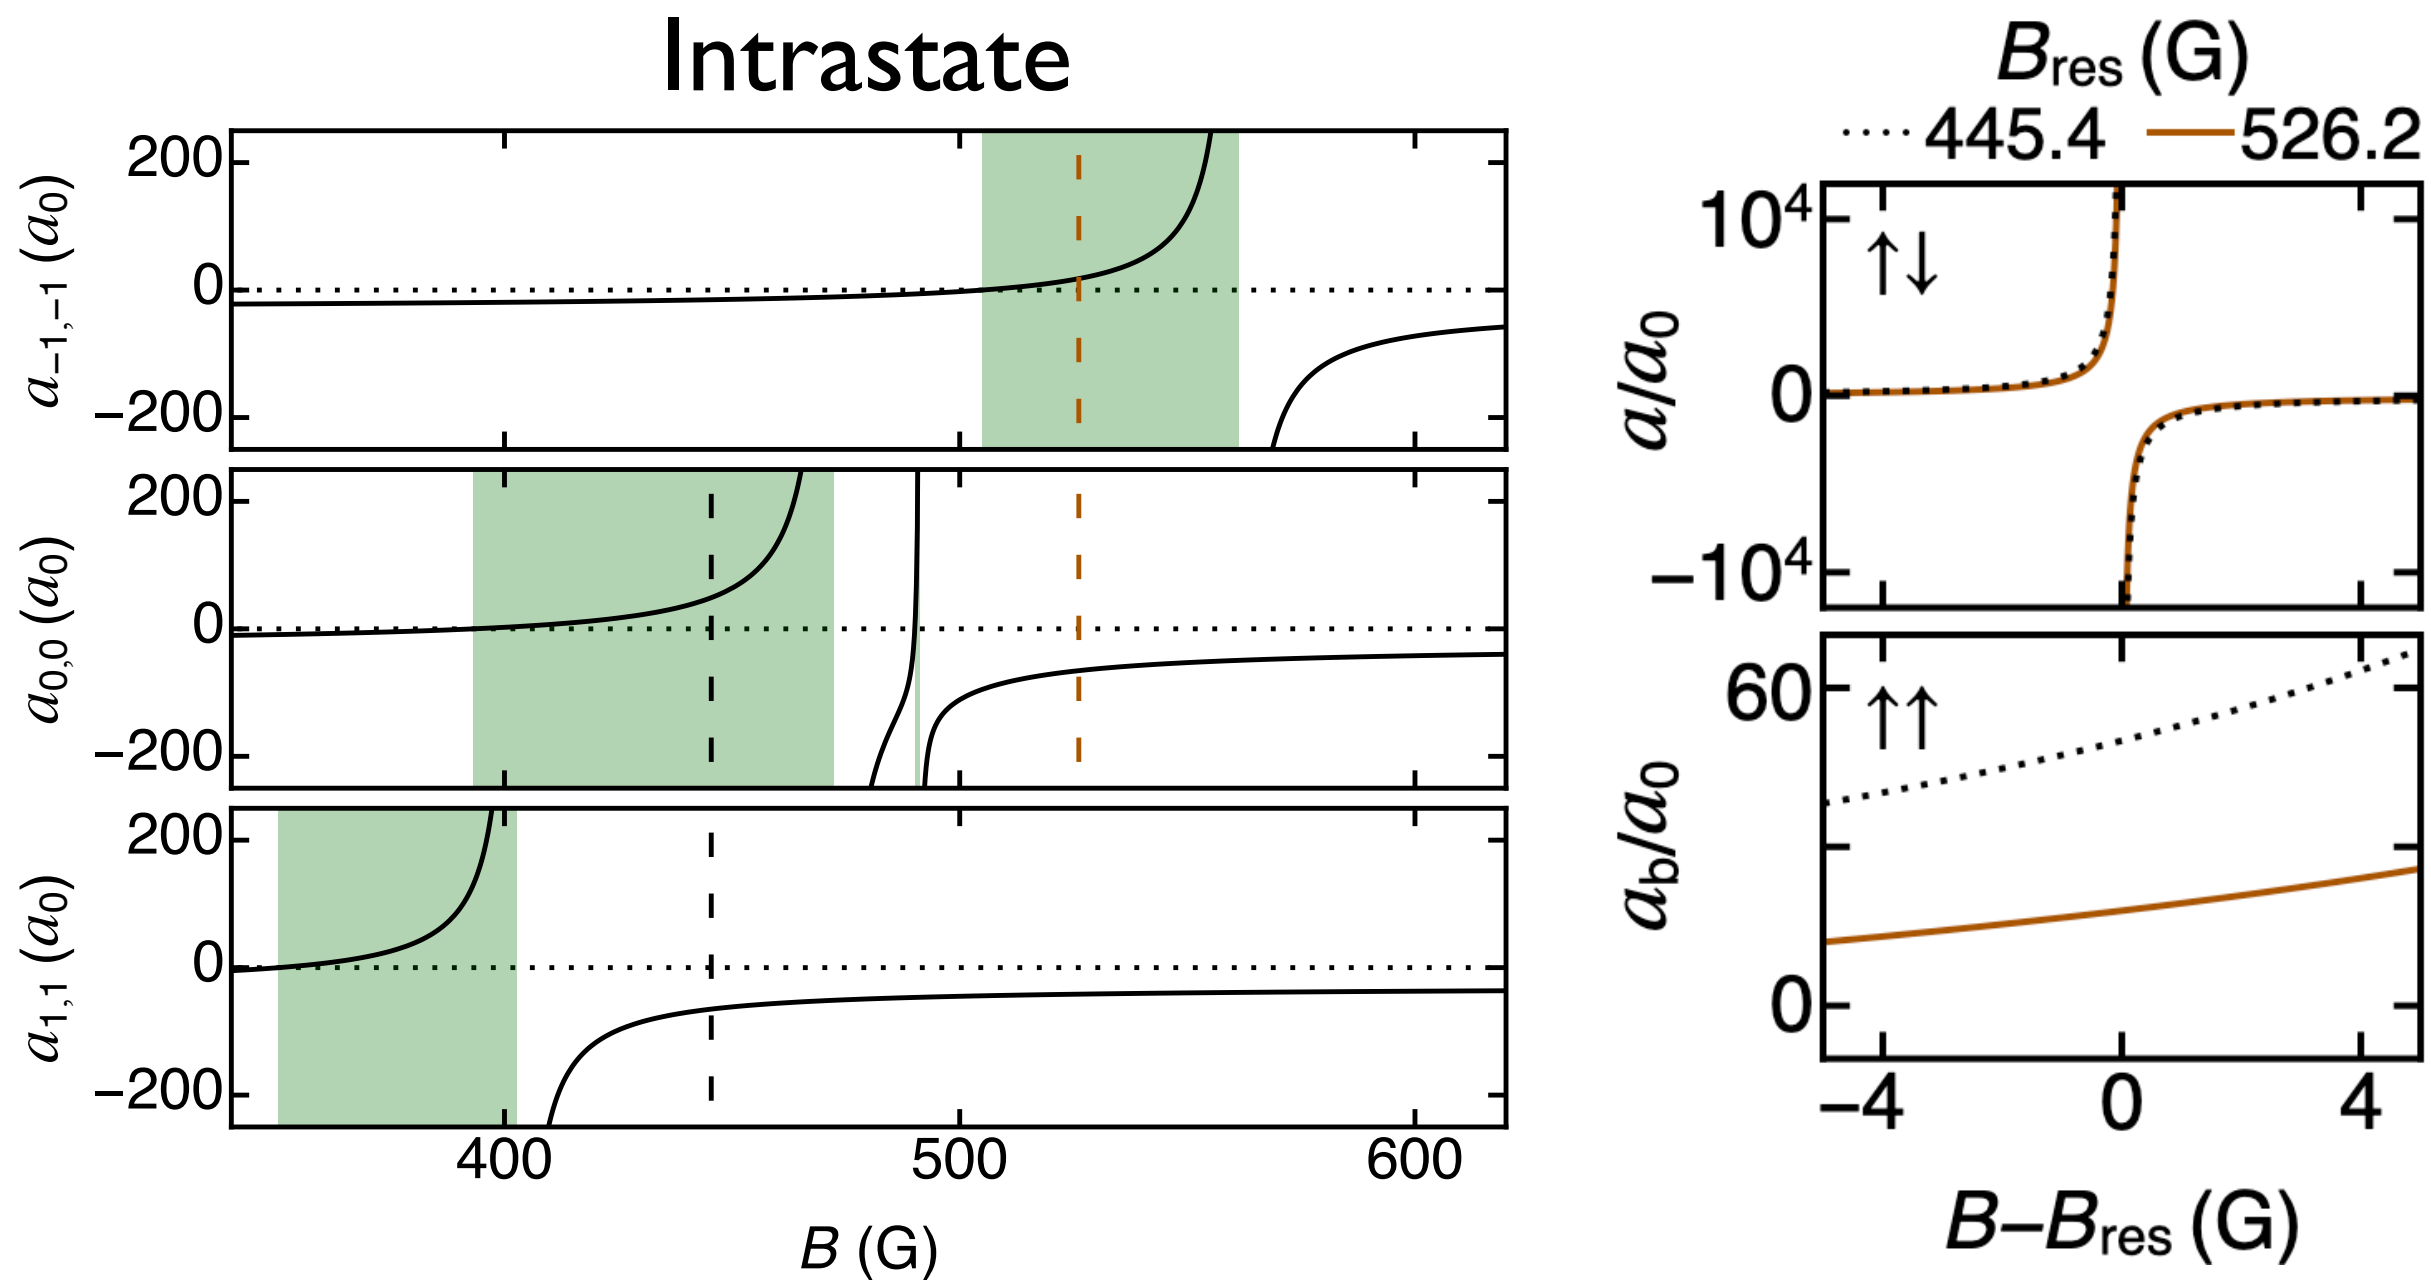 Intrastate
200
0
−200
a−1,−1 (a0)
200
0
−200
a0,0 (a0)
200
0
−200
a1,1 (a0)
400 500 600
B (G)
Bres (G)
445.4 526.2
10⁴
0
−10⁴
a/a0
↑↓
60
0
ab/a0
↑↑
−4 0 4
B–Bres (G)